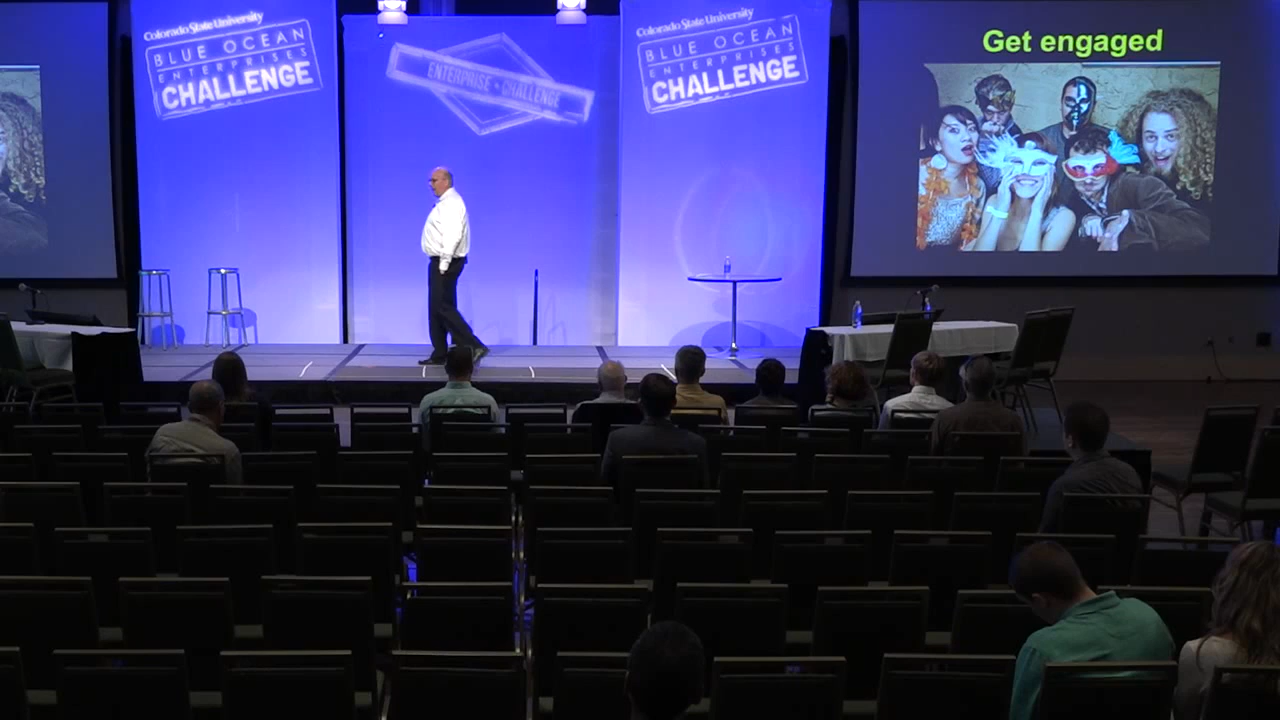 Colorado State University
BLUE OCEAN
ENTERPRISES
CHALLENGE
ENTERPRISE • CHALLENGE
Colorado State University
BLUE OCEAN
ENTERPRISES
CHALLENGE
Get engaged